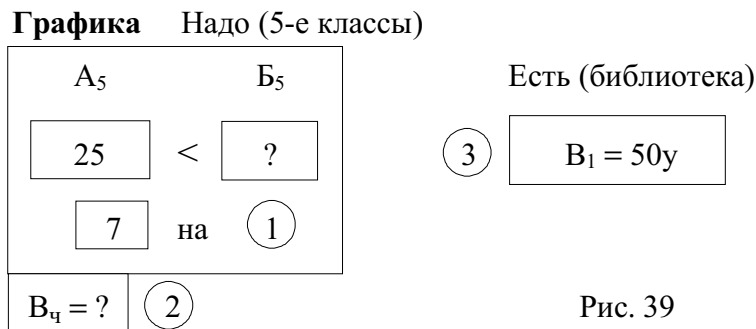 Графика Надо (5-е классы)
А₅ Б₅ Есть (библиотека)
25 < ? 3 В₁ = 50у
7 на 1
Вч = ? 2 Рис. 39